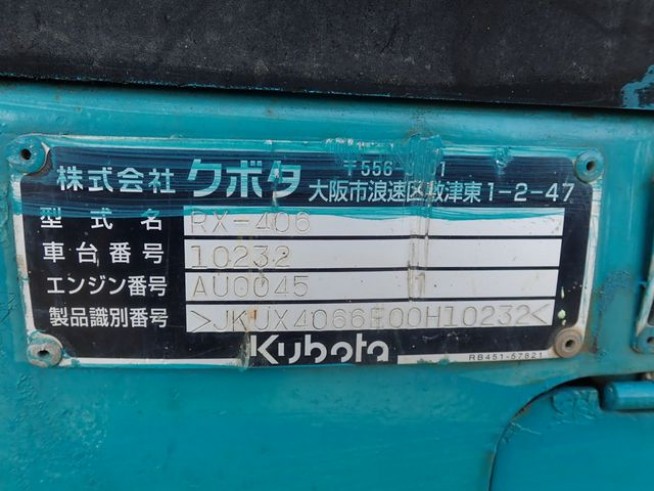 株式会社 クボタ
大阪市浪速区敷津東1-2-47
型式名 RX-406
車台番号 10232
エンジン番号 AU0045
製品識別番号 >JKUX4066F00H10232<
Kubota
RB451-57821